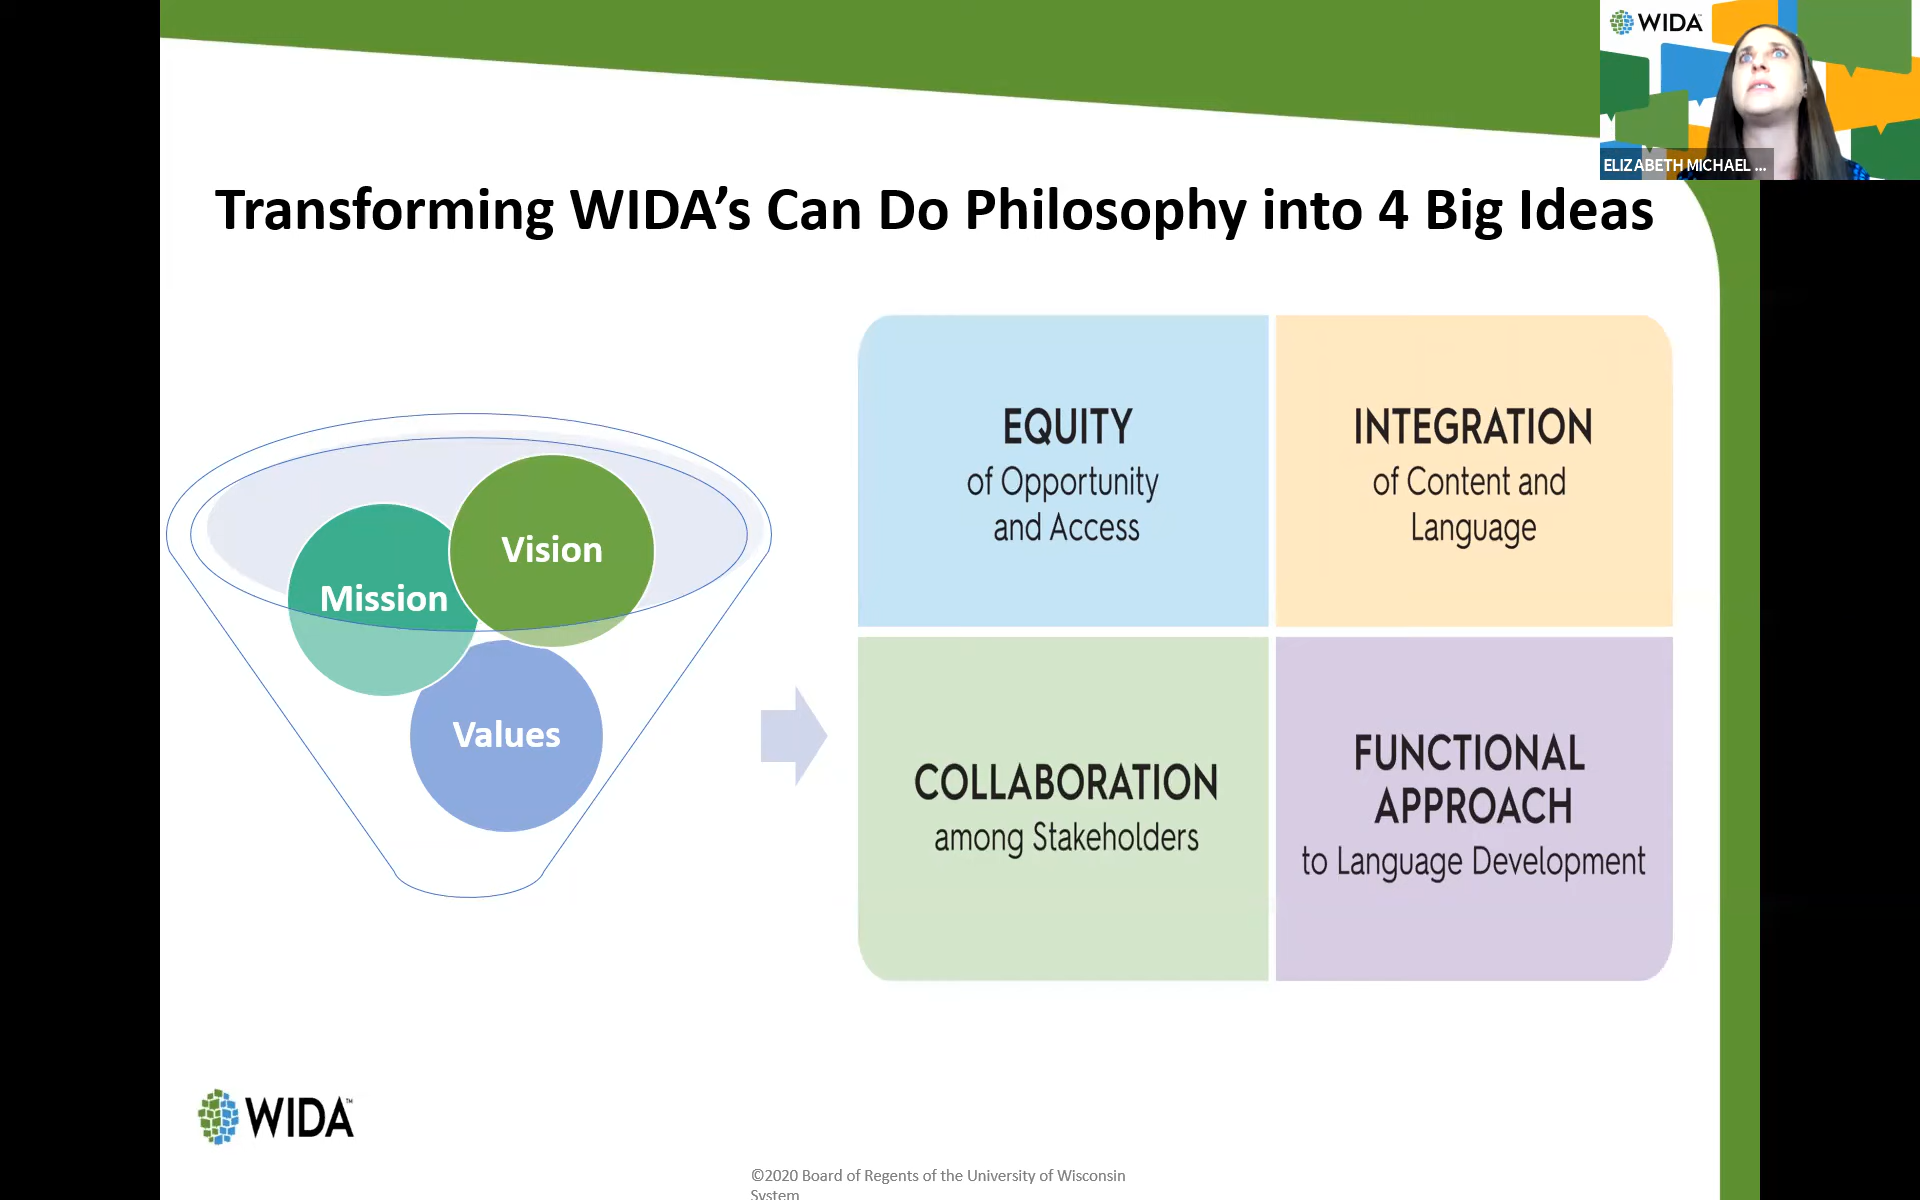 WIDA
ELIZABETH MICHAEL ...
Transforming WIDA’s Can Do Philosophy into 4 Big Ideas
Mission
Vision
Values
EQUITY
of Opportunity
and Access
INTEGRATION
of Content and
Language
COLLABORATION
among Stakeholders
FUNCTIONAL
APPROACH
to Language Development
WIDA™
©2020 Board of Regents of the University of Wisconsin
System